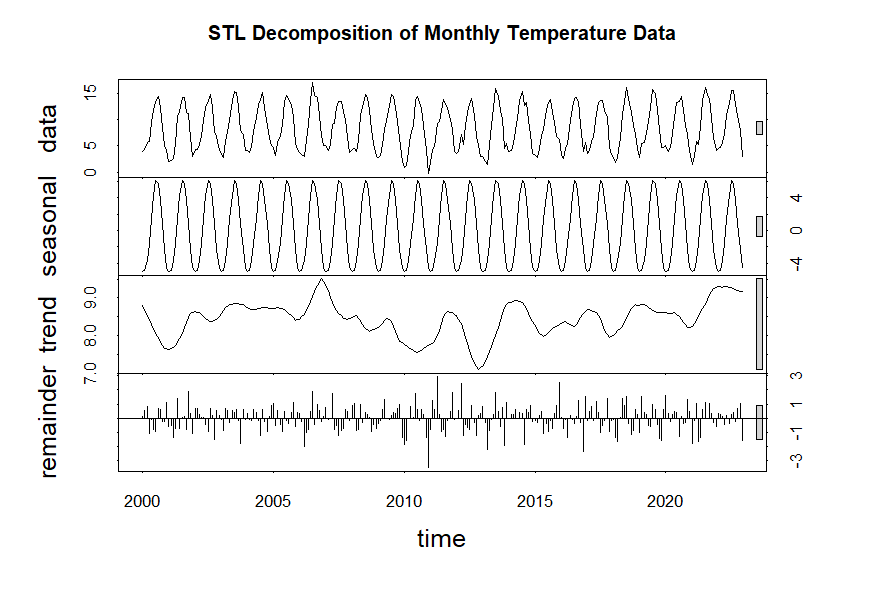 STL Decomposition of Monthly Temperature Data
data
15
5
0
seasonal
4
0
-4
trend
9.0
8.0
7.0
remainder
3
1
-1
-3
2000 2005 2010 2015 2020
time